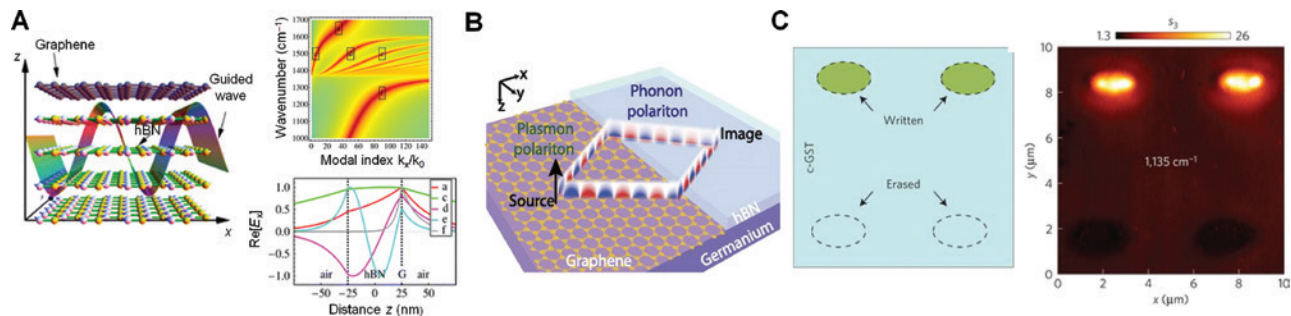 A
z
Graphene
Guided
wave
hBN
x
Wavenumber (cm⁻¹)
1700
1600
1500
1400
1300
1200
1100
1000
0 20 40 60 80 100 120 140
Modal index kₓ/k₀
Re[Eₓ]
1.0
0.5
0.0
−0.5
−1.0
a
c
d
e
f
air hBN G air
−50 −25 0 25 50
Distance z (nm)
B
x
y
z
Phonon
polariton
Plasmon
polariton
Image
Source
hBN
Germanium
Graphene
C
c-GST
Written
Erased
s₃
1.3 26
y (μm)
10
8
6
4
2
0
1,135 cm⁻¹
0 2 4 6 8 10
x (μm)